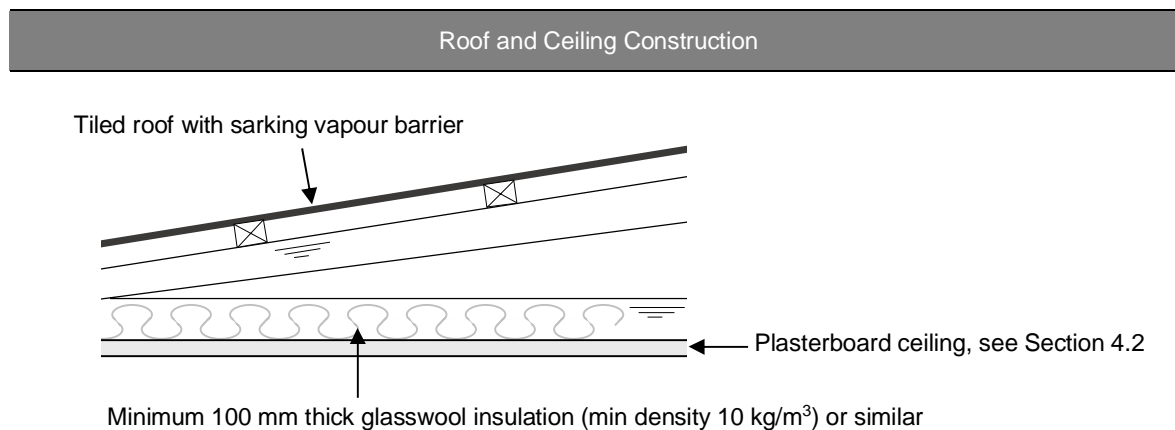 Roof and Ceiling Construction
Tiled roof with sarking vapour barrier
Plasterboard ceiling, see Section 4.2
Minimum 100 mm thick glasswool insulation (min density 10 kg/m³) or similar